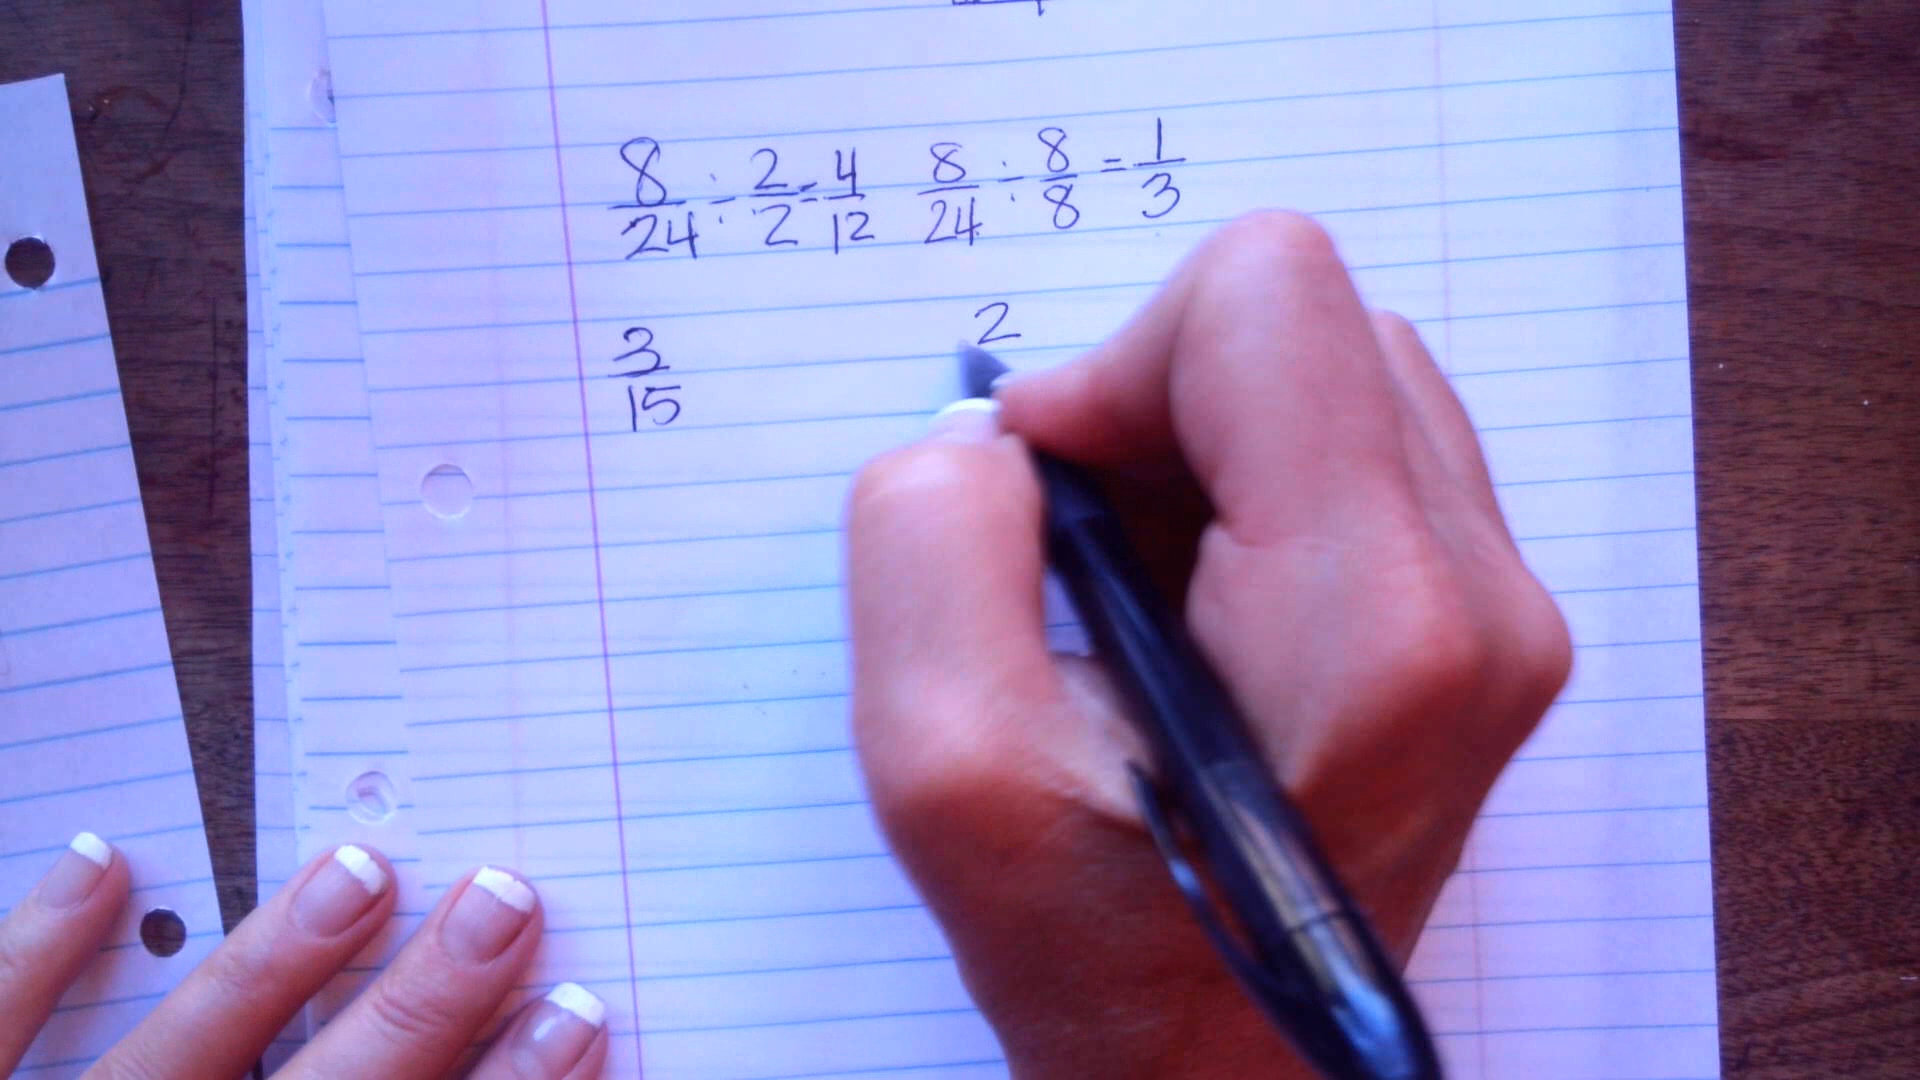 8/24 ÷ 2/2 = 4/12 8/24 ÷ 8/8 = 1/3
3/15 2